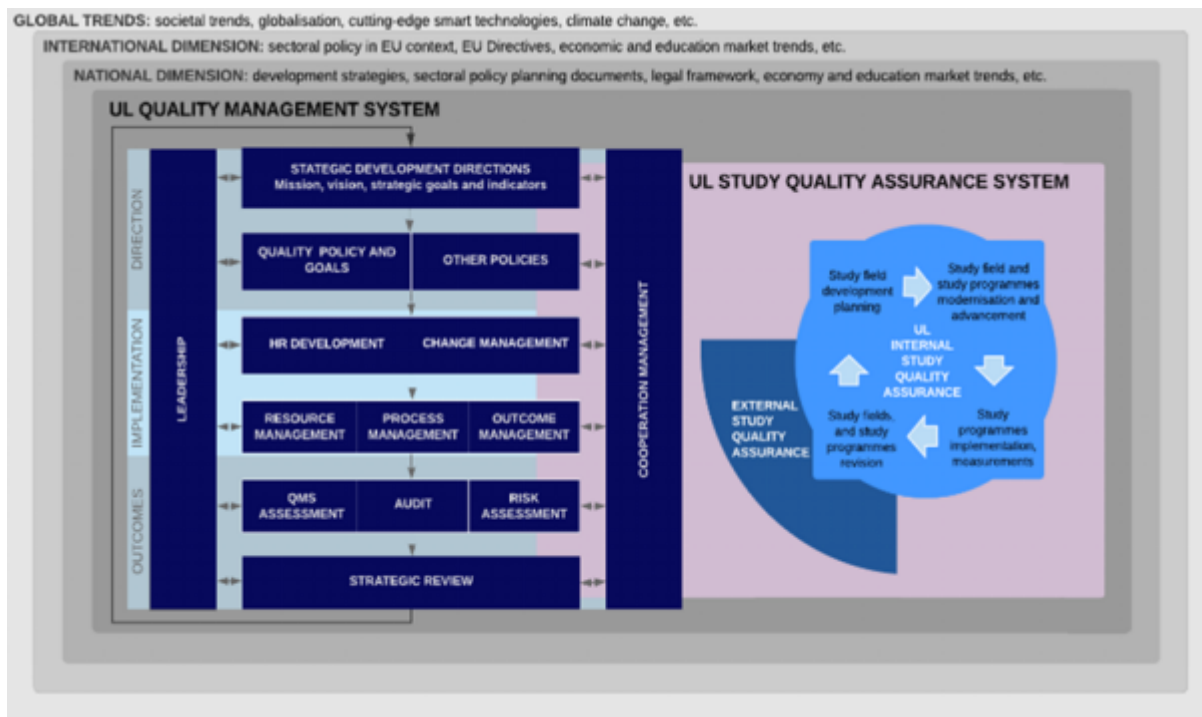 GLOBAL TRENDS: societal trends, globalisation, cutting-edge smart technologies, climate change, etc.
INTERNATIONAL DIMENSION: sectoral policy in EU context, EU Directives, economic and education market trends, etc.
NATIONAL DIMENSION: development strategies, sectoral policy planning documents, legal framework, economy and education market trends, etc.
UL QUALITY MANAGEMENT SYSTEM
DIRECTION
IMPLEMENTATION
OUTCOMES
LEADERSHIP
STATEGIC DEVELOPMENT DIRECTIONS
Mission, vision, strategic goals and indicators
QUALITY POLICY AND
GOALS
OTHER POLICIES
HR DEVELOPMENT
CHANGE MANAGEMENT
RESOURCE
MANAGEMENT
PROCESS
MANAGEMENT
OUTCOME
MANAGEMENT
QMS
ASSESSMENT
AUDIT
RISK
ASSESSMENT
STRATEGIC REVIEW
COOPERATION MANAGEMENT
UL STUDY QUALITY ASSURANCE SYSTEM
Study field
development
planning
Study field and
study programmes
modernisation and
advancement
UL
INTERNAL
STUDY
QUALITY
ASSURANCE
EXTERNAL
STUDY
QUALITY
ASSURANCE
Study fields,
and study
programmes
revision
Study
programmes
implementation,
measurements